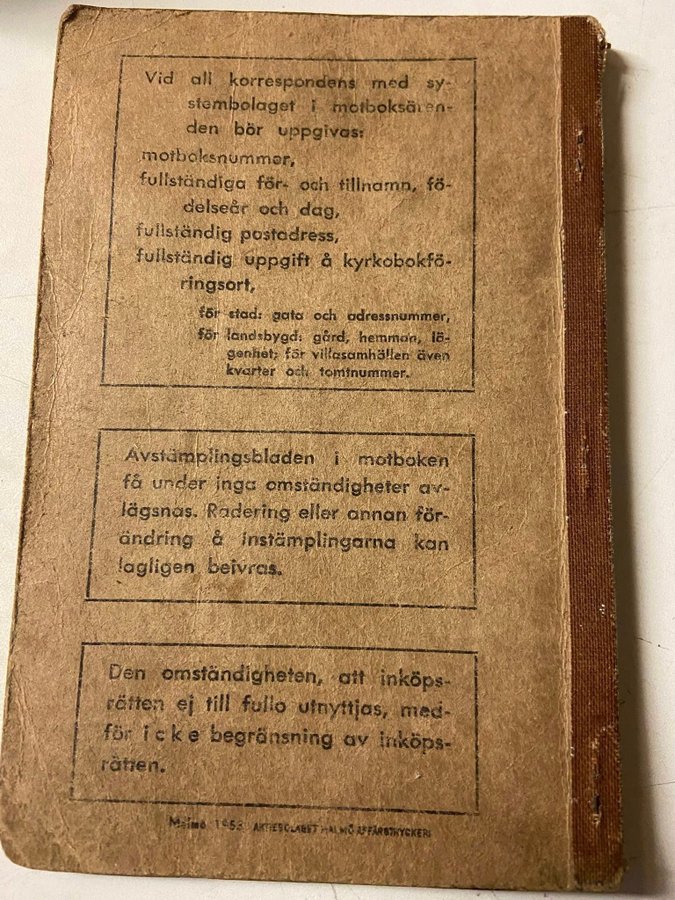 Vid all korrespondens med sy-
stembolaget i motboksären-
den bör uppgivas:
motboksnummer,
fullständiga för- och tillnamn, fö-
delseår och dag,
fullständig postadress,
fullständig uppgift å kyrkobokfö-
ringsort,
för stad: gata och adressnummer,
för landsbygd: gård, hemman, lä-
genhet; för villasamhällen även
kvarter och tomtnummer.
Avstämplingsbladen i motboken
få under inga omständigheter av-
lägsnas. Radering eller annan för-
ändring å instämplingarna kan
lagligen beivras.
Den omständigheten, att inköps-
rätten ej till fullo utnyttjas, med-
för icke begränsning av inköps-
rätten.
Malmö 1953 AKTIEBOLAGET MALMÖ AFFÄRSTRYCKERI